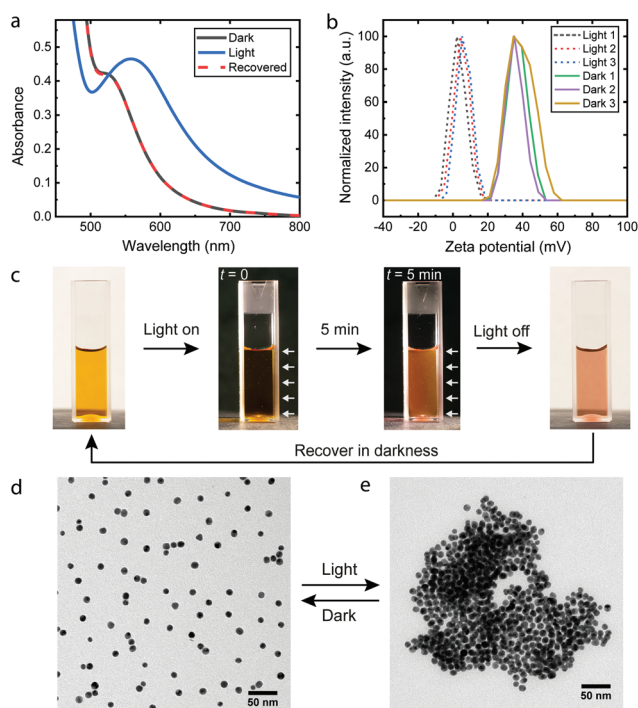 a
0.5
0.4
0.3
0.2
0.1
0.0
Absorbance
500
600
700
800
Wavelength (nm)
Dark
Light
Recovered
b
100
80
60
40
20
0
Normalized intensity (a.u.)
-40
-20
0
20
40
60
80
100
Zeta potential (mV)
Light 1
Light 2
Light 3
Dark 1
Dark 2
Dark 3
c
Light on
t = 0
5 min
t = 5 min
Light off
Recover in darkness
d
50 nm
Light
Dark
e
50 nm